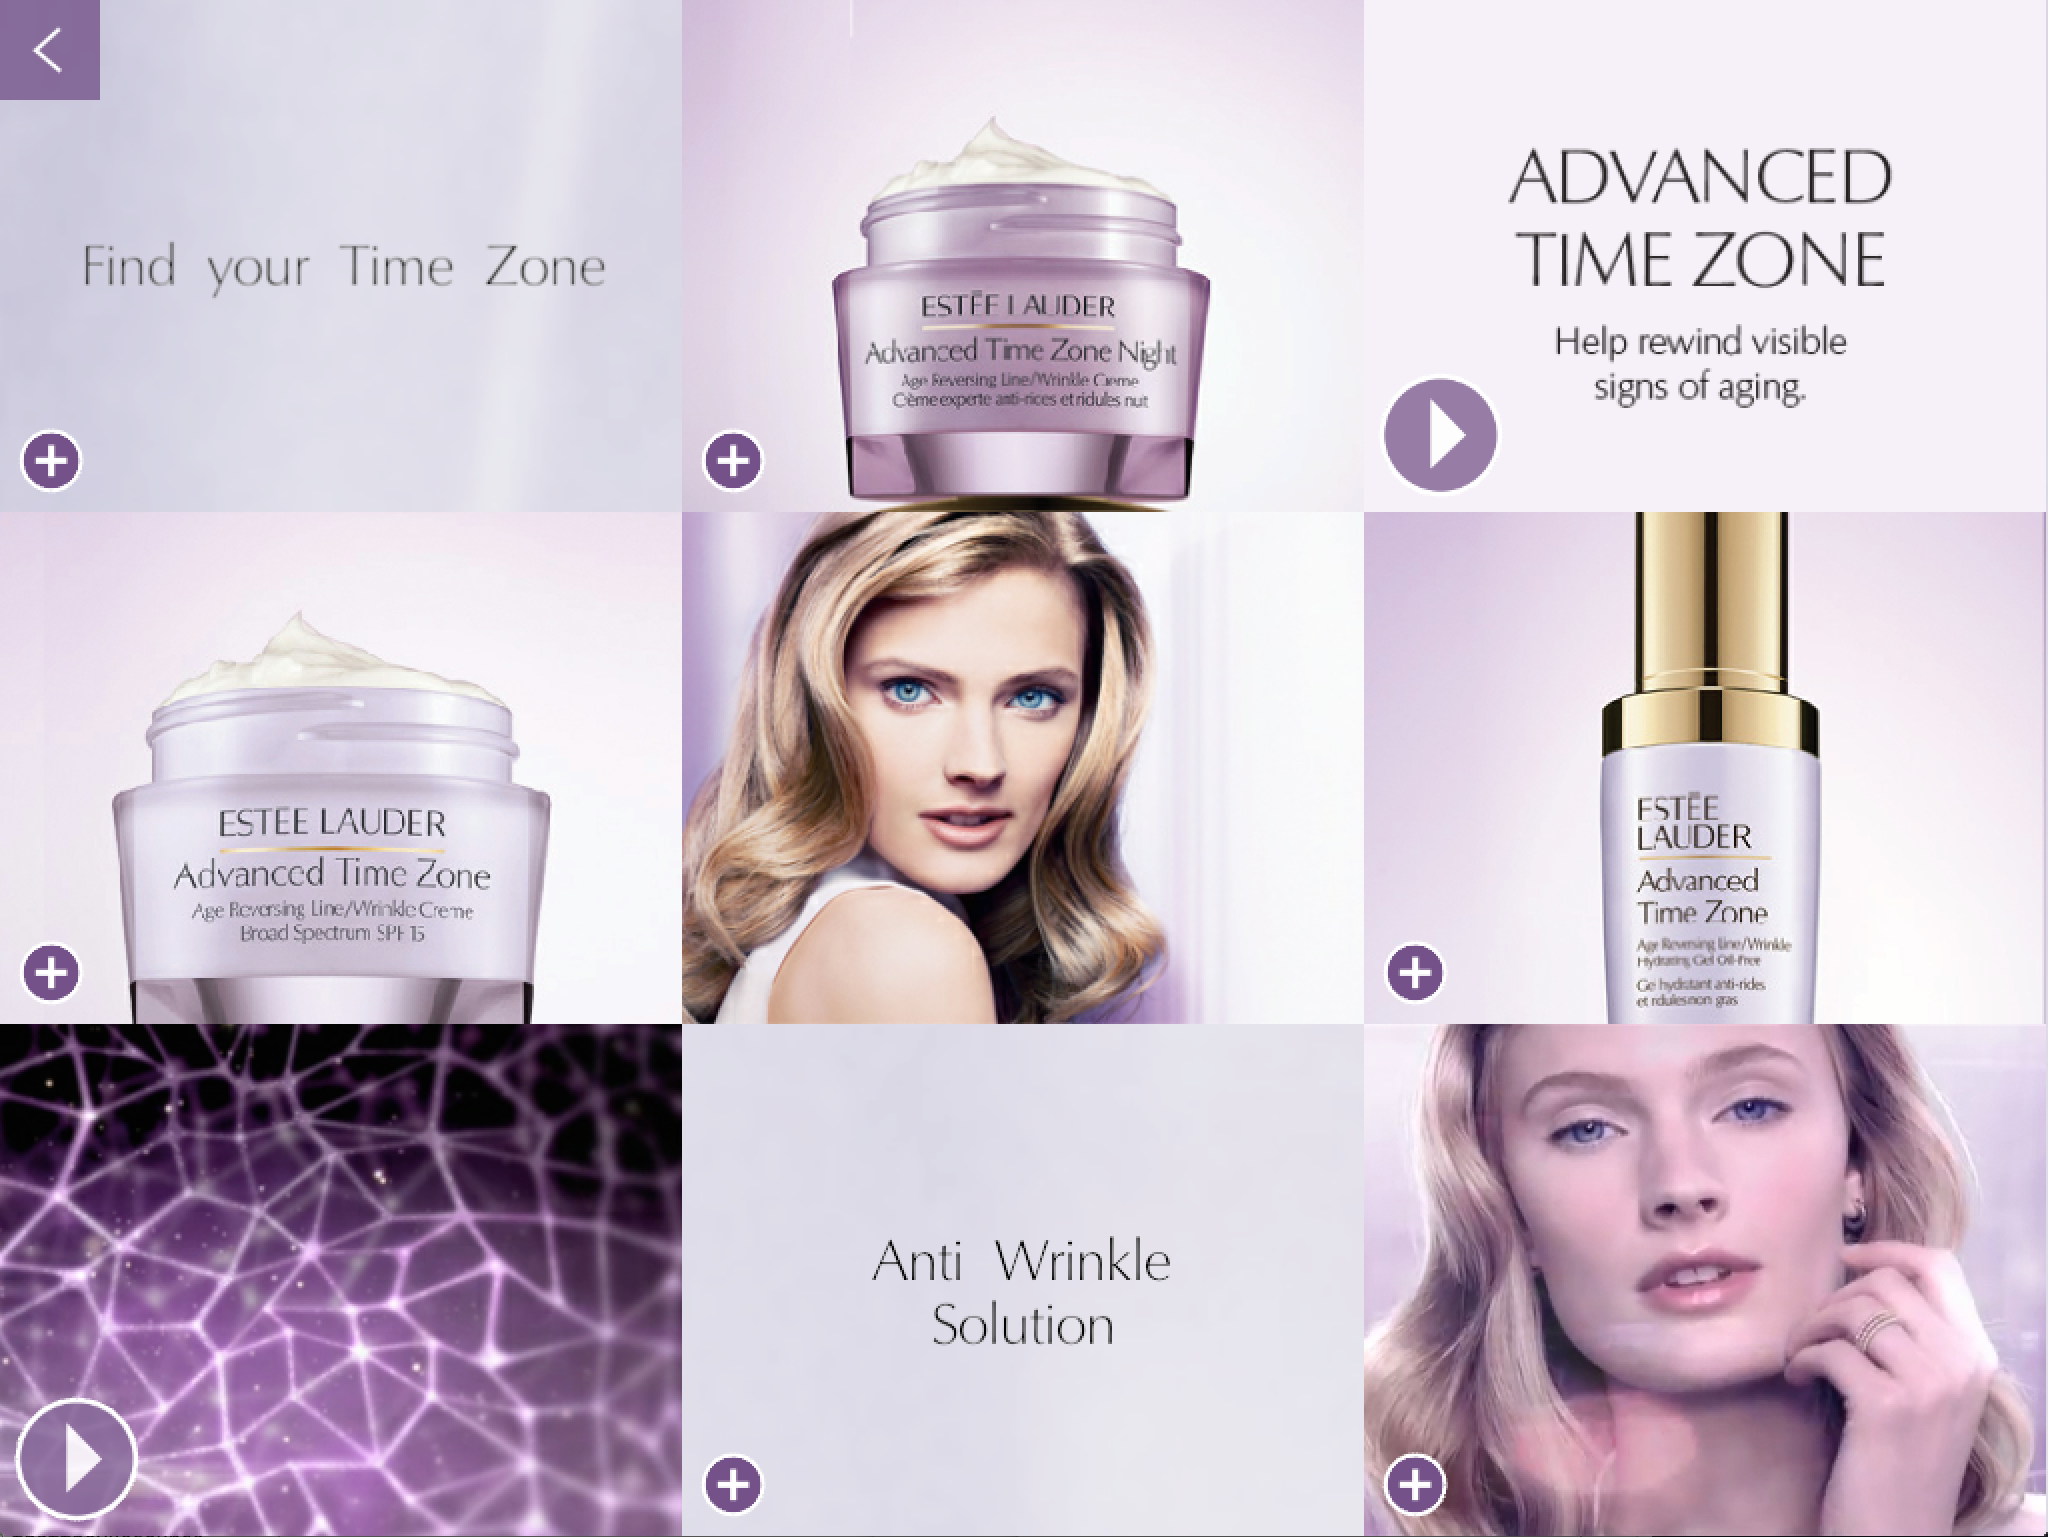 Find your Time Zone
ESTĒE LAUDER
Advanced Time Zone Night
Age Reversing Line/Wrinkle Creme
Crème experte anti-rices et ridules nuit
ADVANCED
TIME ZONE
Help rewind visible
signs of aging.
ESTĒE LAUDER
Advanced Time Zone
Age Reversing Line/Wrinkle Creme
Broad Spectrum SPF 15
ESTĒE
LAUDER
Advanced
Time Zone
Age Reversing Line/Wrinkle
Hydrating Gel Oil-Free
Gel hydratant anti-rides
et ridules non gras
Anti Wrinkle
Solution